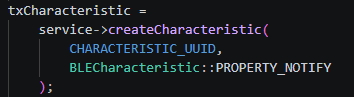 txCharacteristic =
service->createCharacteristic(
CHARACTERISTIC_UUID,
BLECharacteristic::PROPERTY_NOTIFY
);